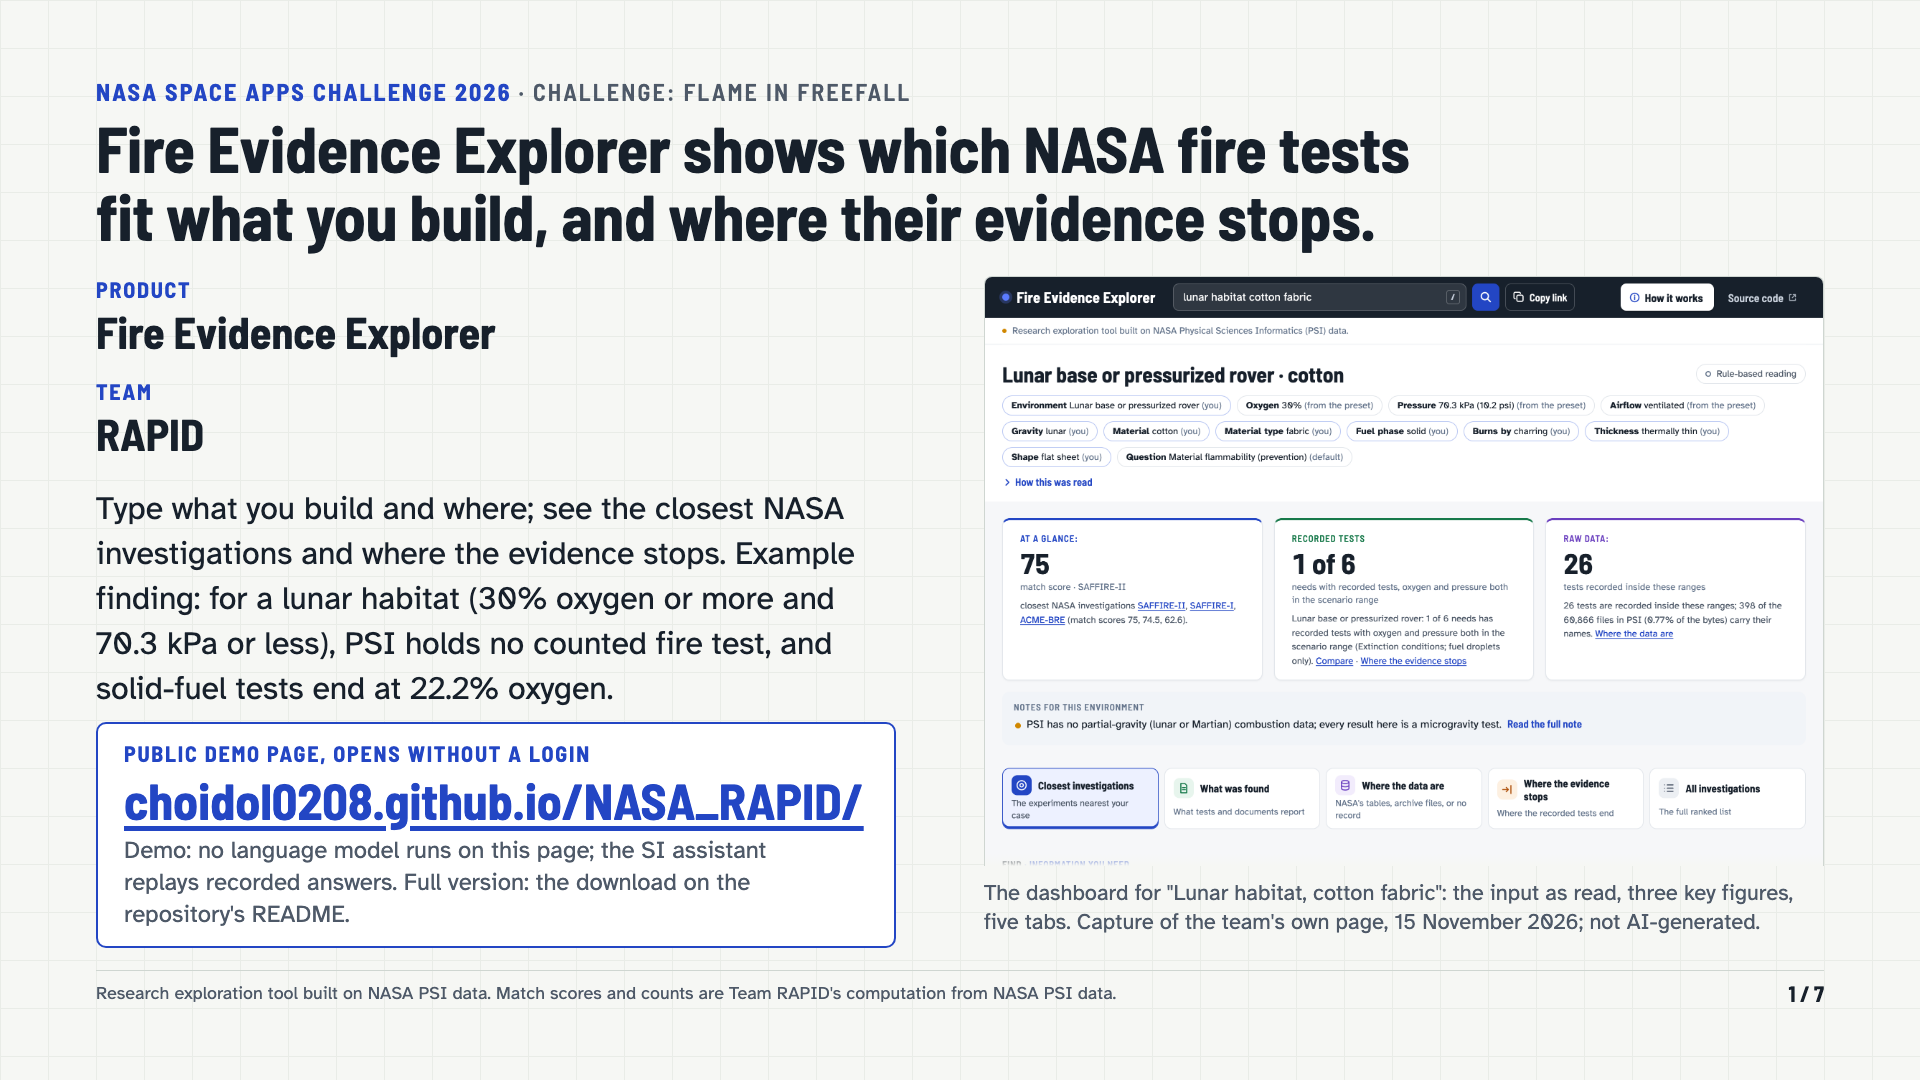 NASA SPACE APPS CHALLENGE 2026 · CHALLENGE: FLAME IN FREEFALL
Fire Evidence Explorer shows which NASA fire tests
fit what you build, and where their evidence stops.
PRODUCT
Fire Evidence Explorer
TEAM
RAPID
Type what you build and where; see the closest NASA
investigations and where the evidence stops. Example
finding: for a lunar habitat (30% oxygen or more and
70.3 kPa or less), PSI holds no counted fire test, and
solid-fuel tests end at 22.2% oxygen.
PUBLIC DEMO PAGE, OPENS WITHOUT A LOGIN
choidol0208.github.io/NASA_RAPID/
Demo: no language model runs on this page; the SI assistant
replays recorded answers. Full version: the download on the
repository's README.
Fire Evidence Explorer
lunar habitat cotton fabric
/
Copy link
How it works
Source code
Research exploration tool built on NASA Physical Sciences Informatics (PSI) data.
Lunar base or pressurized rover · cotton
Rule-based reading
Environment Lunar base or pressurized rover (you)
Oxygen 30% (from the preset)
Pressure 70.3 kPa (10.2 psi) (from the preset)
Airflow ventilated (from the preset)
Gravity lunar (you)
Material cotton (you)
Material type fabric (you)
Fuel phase solid (you)
Burns by charring (you)
Thickness thermally thin (you)
Shape flat sheet (you)
Question Material flammability (prevention) (default)
How this was read
AT A GLANCE:
75
match score · SAFFIRE-II
closest NASA investigations SAFFIRE-II, SAFFIRE-I,
ACME-BRE (match scores 75, 74.5, 62.6).
RECORDED TESTS
1 of 6
needs with recorded tests, oxygen and pressure both
in the scenario range
Lunar base or pressurized rover: 1 of 6 needs has
recorded tests with oxygen and pressure both in the
scenario range (Extinction conditions; fuel droplets
only). Compare · Where the evidence stops
RAW DATA:
26
tests recorded inside these ranges
26 tests are recorded inside these ranges; 398 of the
60,866 files in PSI (0.77% of the bytes) carry their
names. Where the data are
NOTES FOR THIS ENVIRONMENT
PSI has no partial-gravity (lunar or Martian) combustion data; every result here is a microgravity test. Read the full note
Closest investigations
The experiments nearest your
case
What was found
What tests and documents report
Where the data are
NASA's tables, archive files, or no
record
Where the evidence
stops
Where the recorded tests end
All investigations
The full ranked list
FIND · INFORMATION YOU NEED
The dashboard for "Lunar habitat, cotton fabric": the input as read, three key figures,
five tabs. Capture of the team's own page, 15 November 2026; not AI-generated.
Research exploration tool built on NASA PSI data. Match scores and counts are Team RAPID's computation from NASA PSI data.
1 / 7